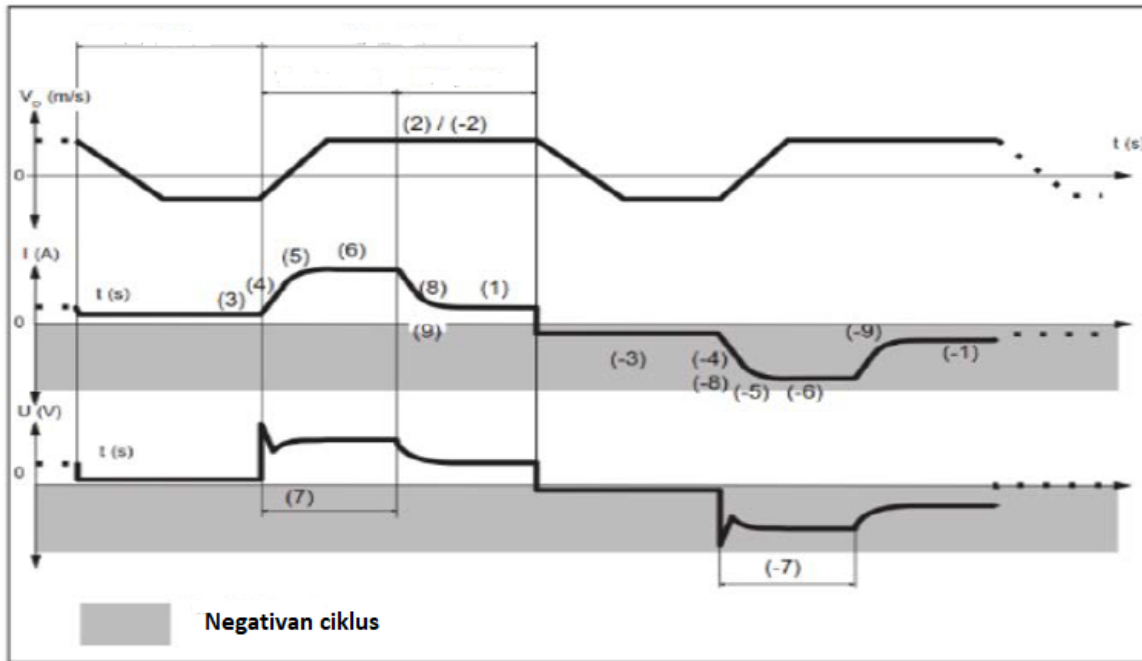 V_D (m/s)
(2) / (-2)
t (s)
0
I (A)
(5)
(6)
t (s)
(3)
(4)
(8)
(1)
0
(9)
(-9)
(-3)
(-4)
(-1)
(-8)
(-5)
(-6)
U (V)
t (s)
0
(7)
(-7)
Negativan ciklus